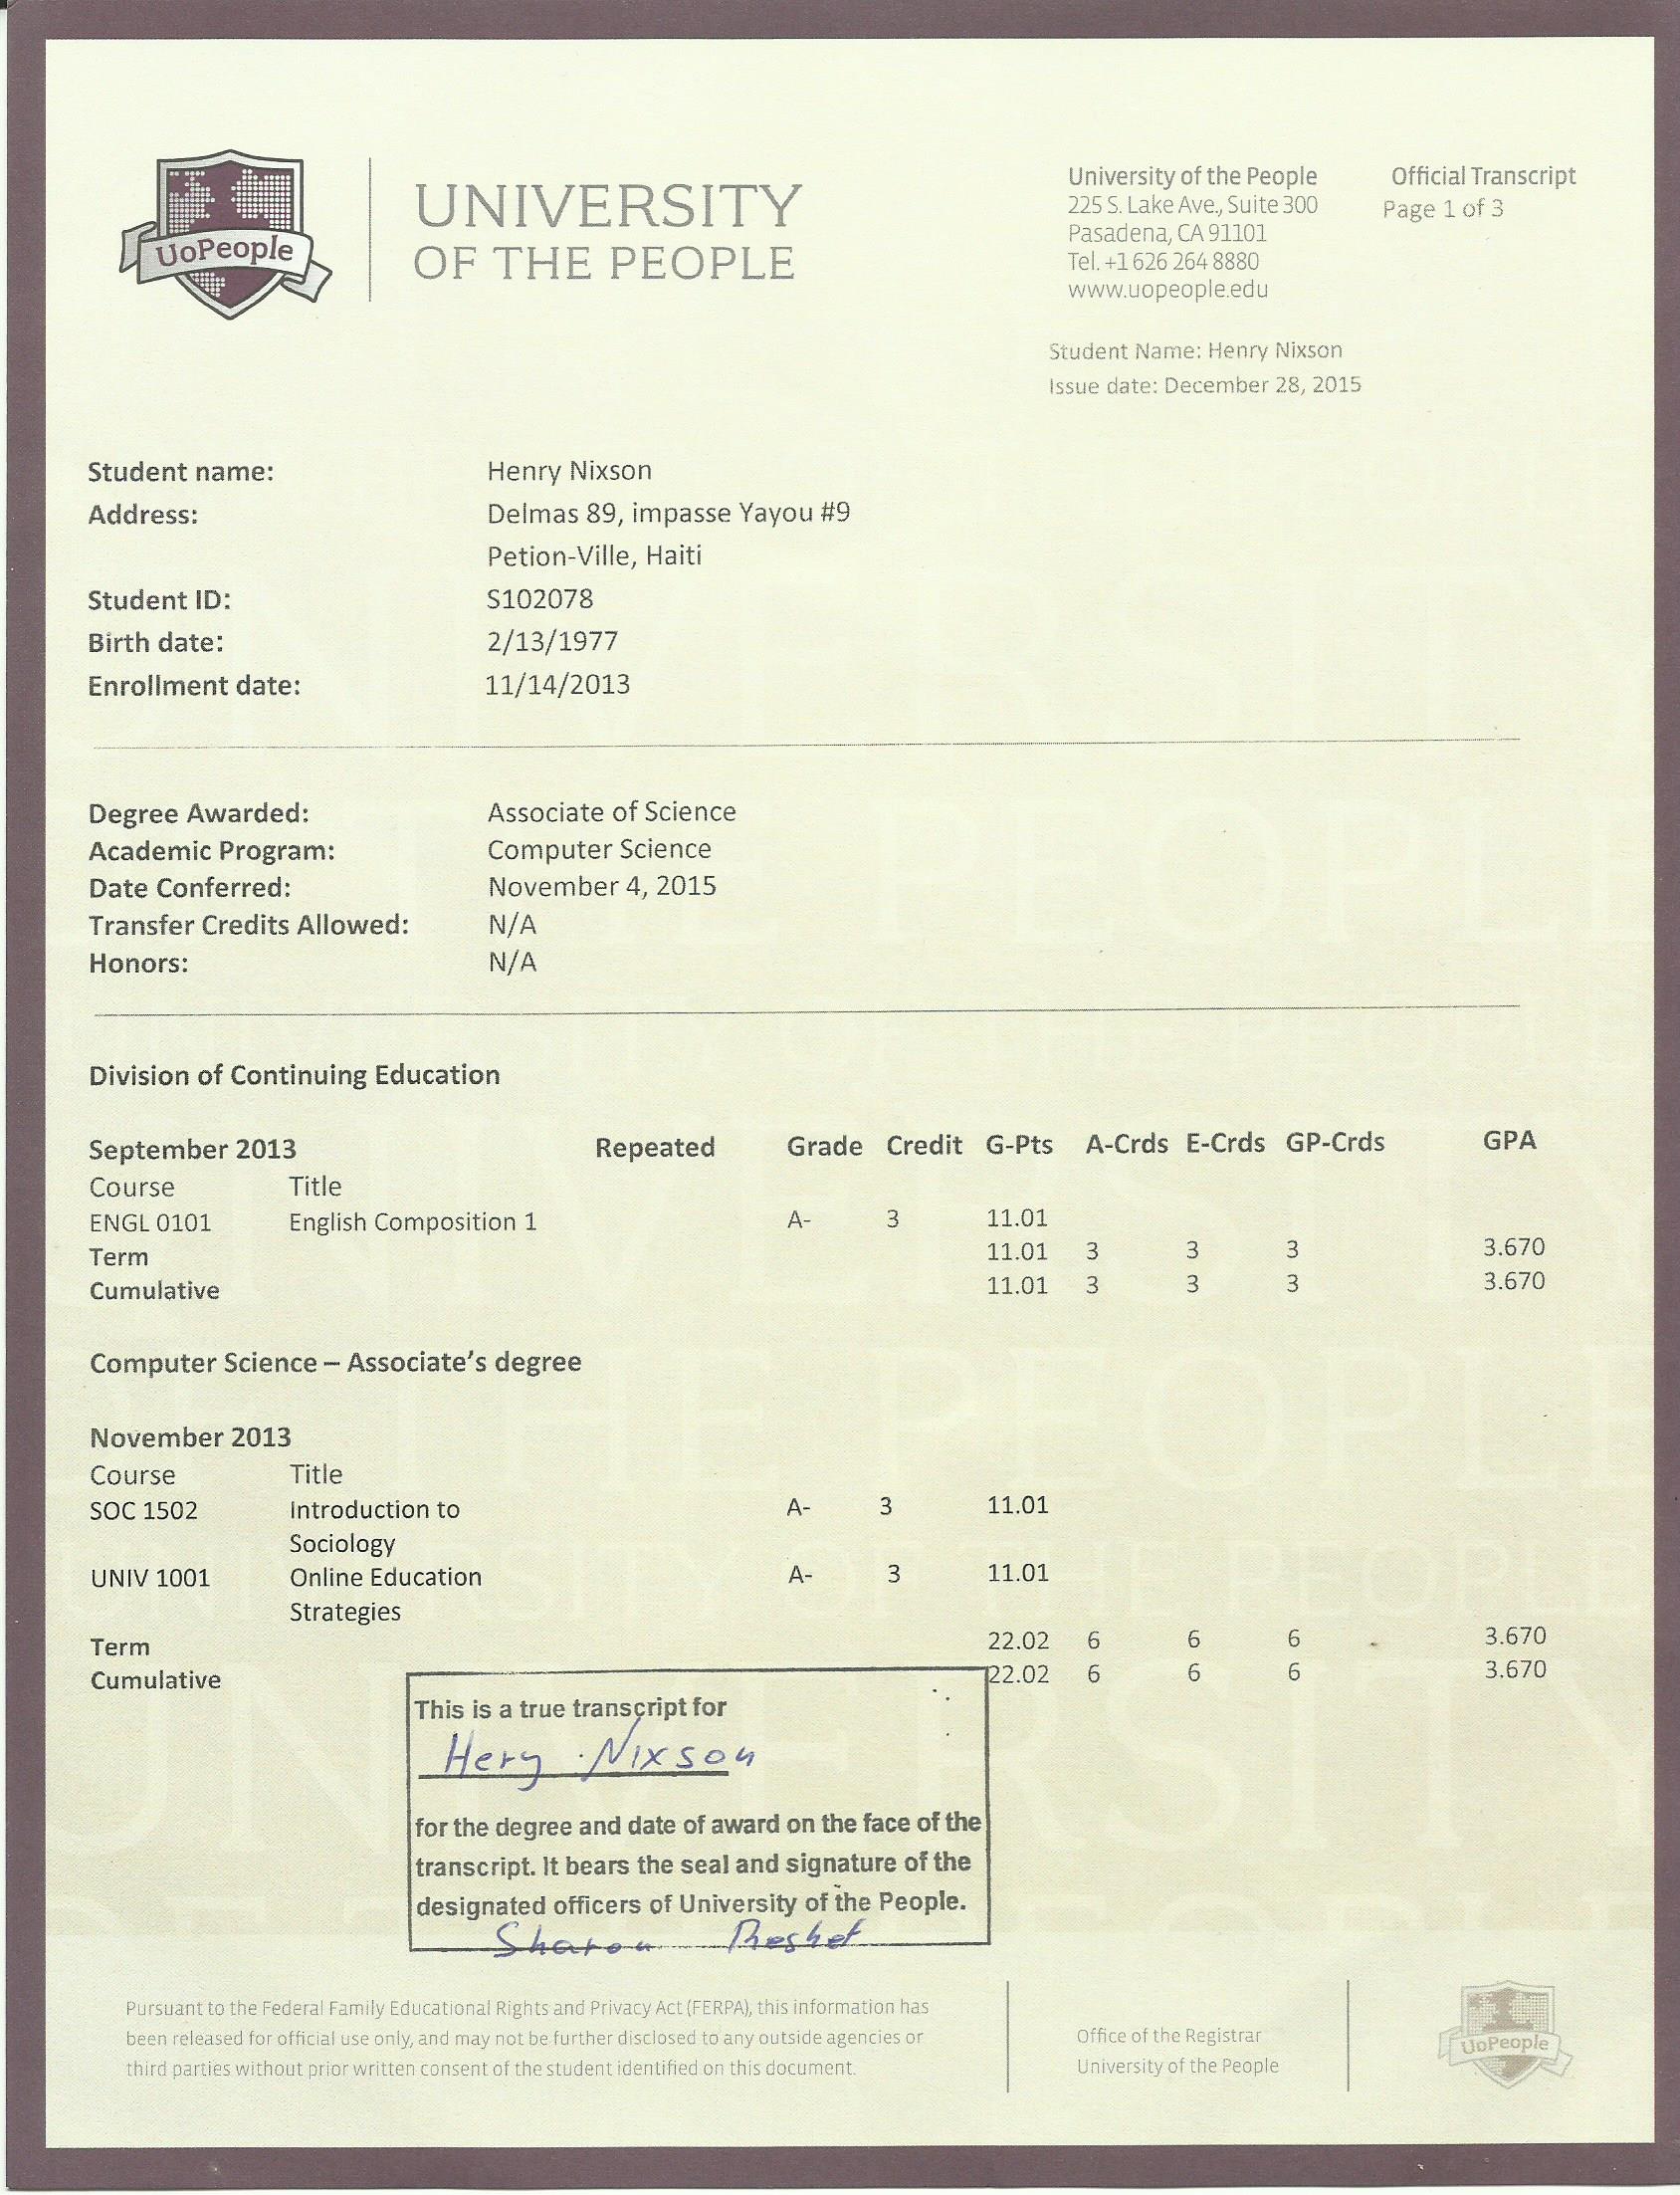 UoPeople
UNIVERSITY
OF THE PEOPLE
University of the People
225 S. Lake Ave., Suite 300
Pasadena, CA 91101
Tel. +1 626 264 8880
www.uopeople.edu
Official Transcript
Page 1 of 3
Student Name: Henry Nixson
Issue date: December 28, 2015
Student name: Henry Nixson
Address: Delmas 89, impasse Yayou #9
Petion-Ville, Haiti
Student ID: S102078
Birth date: 2/13/1977
Enrollment date: 11/14/2013
Degree Awarded: Associate of Science
Academic Program: Computer Science
Date Conferred: November 4, 2015
Transfer Credits Allowed: N/A
Honors: N/A
Division of Continuing Education
September 2013 Repeated Grade Credit G-Pts A-Crds E-Crds GP-Crds GPA
Course Title
ENGL 0101 English Composition 1 A- 3 11.01
Term 11.01 3 3 3 3.670
Cumulative 11.01 3 3 3 3.670
Computer Science – Associate's degree
November 2013
Course Title
SOC 1502 Introduction to A- 3 11.01
Sociology
UNIV 1001 Online Education A- 3 11.01
Strategies
Term 22.02 6 6 6 3.670
Cumulative 22.02 6 6 6 3.670
This is a true transcript for
Hery Nixson
for the degree and date of award on the face of the
transcript. It bears the seal and signature of the
designated officers of University of the People.
Sharon Reshef
Pursuant to the Federal Family Educational Rights and Privacy Act (FERPA), this information has
been released for official use only, and may not be further disclosed to any outside agencies or
third parties without prior written consent of the student identified on this document.
Office of the Registrar
University of the People
UoPeople